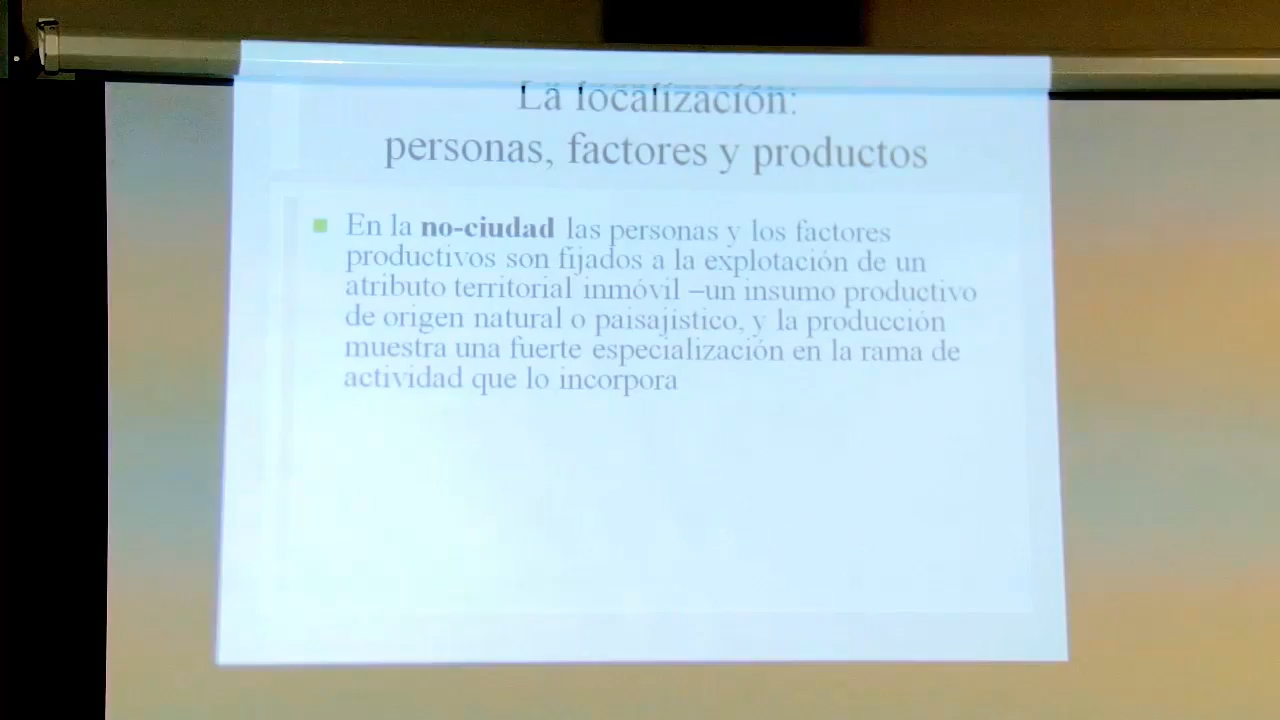 La localización:
personas, factores y productos
En la no-ciudad las personas y los factores
productivos son fijados a la explotación de un
atributo territorial inmóvil –un insumo productivo
de origen natural o paisajístico, y la producción
muestra una fuerte especialización en la rama de
actividad que lo incorpora